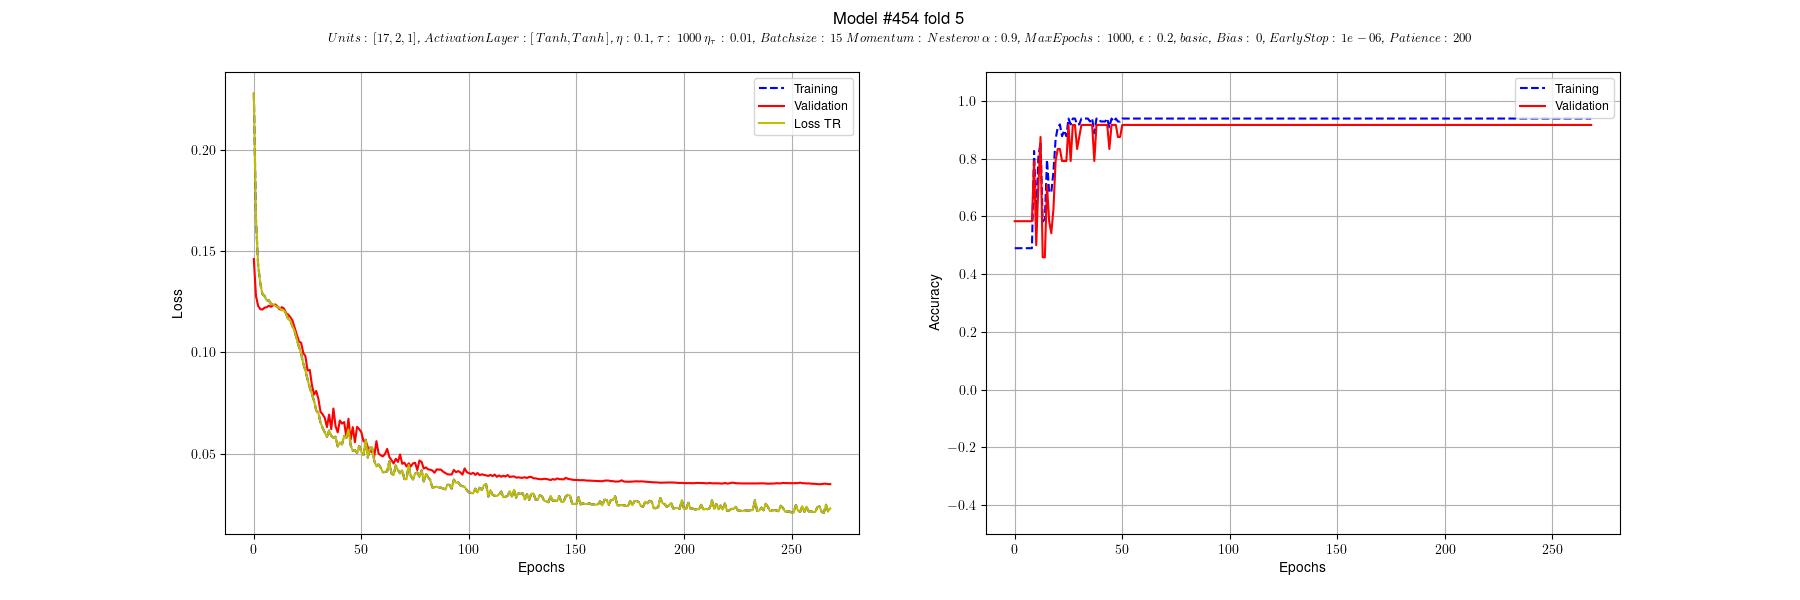 Model #454 fold 5
Units : [17, 2, 1], ActivationLayer : [Tanh, Tanh], η : 0.1, τ : 1000 η_τ : 0.01, Batchsize : 15 Momentum : Nesterov α : 0.9, MaxEpochs : 1000, ϵ : 0.2, basic, Bias : 0, EarlyStop : 1e − 06, Patience : 200
Training
Validation
Loss TR
0.20
0.15
0.10
0.05
Loss
0 50 100 150 200 250
Epochs
Training
Validation
1.0
0.8
0.6
0.4
0.2
0.0
−0.2
−0.4
Accuracy
0 50 100 150 200 250
Epochs